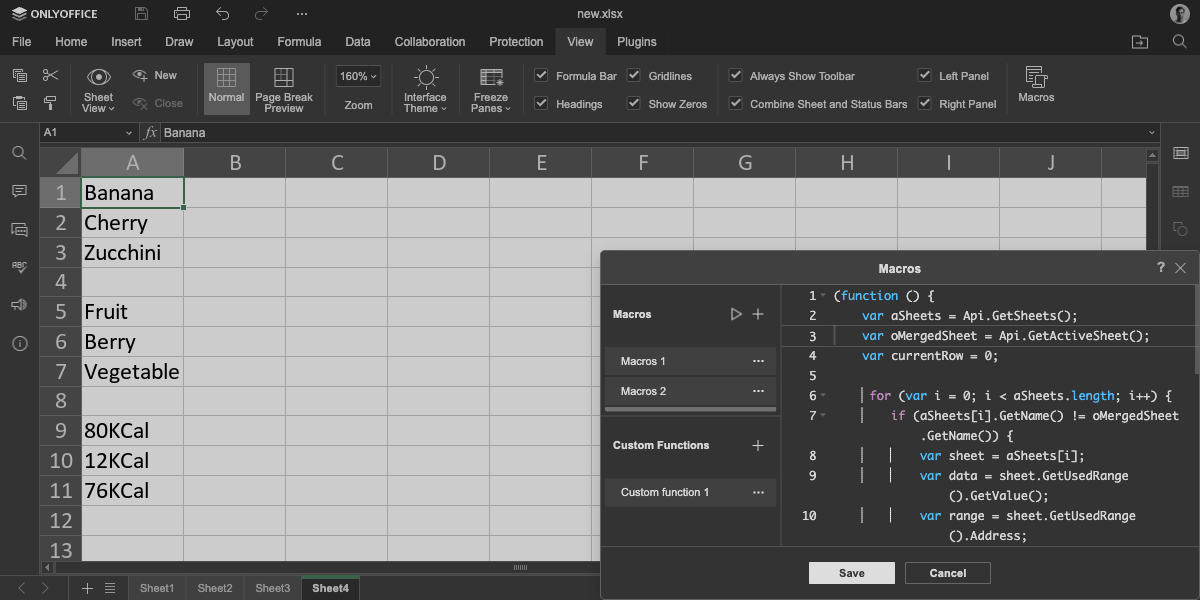 ONLYOFFICE
new.xlsx
File Home Insert Draw Layout Formula Data Collaboration Protection View Plugins
Sheet View
New
Close
Normal
Page Break Preview
160%
Zoom
Interface Theme
Freeze Panes
Formula Bar
Headings
Gridlines
Show Zeros
Always Show Toolbar
Combine Sheet and Status Bars
Left Panel
Right Panel
Macros
A1 fx Banana
A B C D E F G H I J
1 Banana
2 Cherry
3 Zucchini
4
5 Fruit
6 Berry
7 Vegetable
8
9 80KCal
10 12KCal
11 76KCal
12
13
ABC
Macros ?
Macros
Macros 1 ...
Macros 2 ...
Custom Functions
Custom function 1 ...
1 (function () {
2 var aSheets = Api.GetSheets();
3 var oMergedSheet = Api.GetActiveSheet();
4 var currentRow = 0;
5
6 for (var i = 0; i < aSheets.length; i++) {
7 if (aSheets[i].GetName() != oMergedSheet
.GetName()) {
8 var sheet = aSheets[i];
9 var data = sheet.GetUsedRange
().GetValue();
10 var range = sheet.GetUsedRange
().Address;
Save Cancel
Sheet1 Sheet2 Sheet3 Sheet4